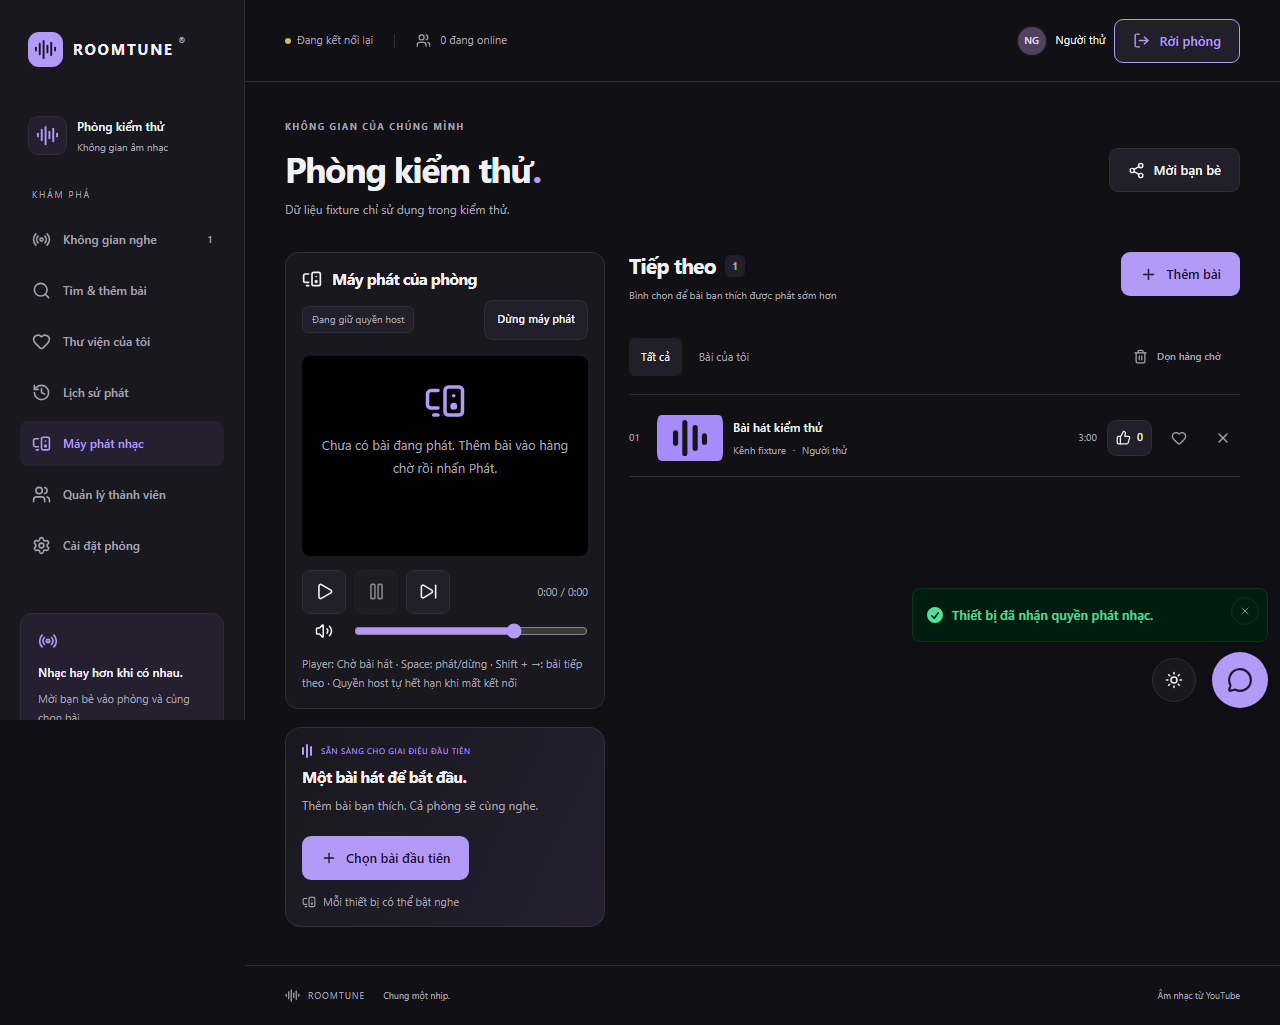 ROOMTUNE ®
Phòng kiểm thử
Không gian âm nhạc
KHÁM PHÁ
Không gian nghe 1
Tìm & thêm bài
Thư viện của tôi
Lịch sử phát
Máy phát nhạc
Quản lý thành viên
Cài đặt phòng
Nhạc hay hơn khi có nhau.
Mời bạn bè vào phòng và cùng
chọn bài
Đang kết nối lại
0 đang online
NG Người thử
Rời phòng
KHÔNG GIAN CỦA CHÚNG MÌNH
Phòng kiểm thử.
Dữ liệu fixture chỉ sử dụng trong kiểm thử.
Mời bạn bè
Máy phát của phòng
Đang giữ quyền host
Dừng máy phát
Chưa có bài đang phát. Thêm bài vào hàng
chờ rồi nhấn Phát.
0:00 / 0:00
Player: Chờ bài hát · Space: phát/dừng · Shift + →: bài tiếp
theo · Quyền host tự hết hạn khi mất kết nối
SẴN SÀNG CHO GIAI ĐIỆU ĐẦU TIÊN
Một bài hát để bắt đầu.
Thêm bài bạn thích. Cả phòng sẽ cùng nghe.
Chọn bài đầu tiên
Mỗi thiết bị có thể bật nghe
Tiếp theo 1
Bình chọn để bài bạn thích được phát sớm hơn
Thêm bài
Tất cả
Bài của tôi
Dọn hàng chờ
01
Bài hát kiểm thử
Kênh fixture · Người thử
3:00
0
Thiết bị đã nhận quyền phát nhạc.
ROOMTUNE
Chung một nhịp.
Âm nhạc từ YouTube